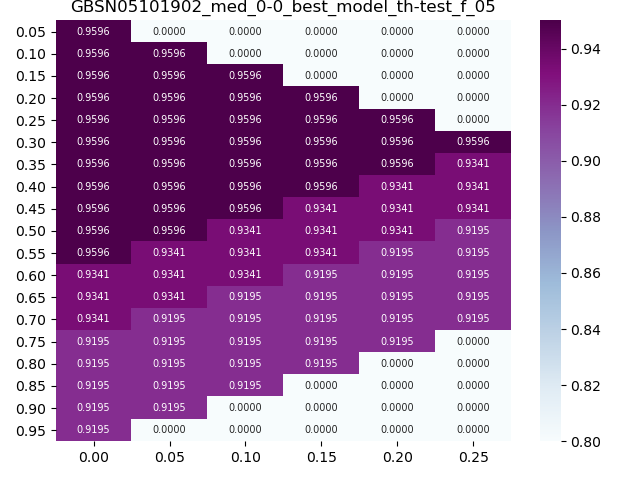 GBSN05101902_med_0-0_best_model_th-test_f_05
0.05 0.9596 0.0000 0.0000 0.0000 0.0000 0.0000
0.10 0.9596 0.9596 0.0000 0.0000 0.0000 0.0000
0.15 0.9596 0.9596 0.9596 0.0000 0.0000 0.0000
0.20 0.9596 0.9596 0.9596 0.9596 0.0000 0.0000
0.25 0.9596 0.9596 0.9596 0.9596 0.9596 0.0000
0.30 0.9596 0.9596 0.9596 0.9596 0.9596 0.9596
0.35 0.9596 0.9596 0.9596 0.9596 0.9596 0.9341
0.40 0.9596 0.9596 0.9596 0.9596 0.9341 0.9341
0.45 0.9596 0.9596 0.9596 0.9341 0.9341 0.9341
0.50 0.9596 0.9596 0.9341 0.9341 0.9341 0.9195
0.55 0.9596 0.9341 0.9341 0.9341 0.9195 0.9195
0.60 0.9341 0.9341 0.9341 0.9195 0.9195 0.9195
0.65 0.9341 0.9341 0.9195 0.9195 0.9195 0.9195
0.70 0.9341 0.9195 0.9195 0.9195 0.9195 0.9195
0.75 0.9195 0.9195 0.9195 0.9195 0.9195 0.0000
0.80 0.9195 0.9195 0.9195 0.9195 0.0000 0.0000
0.85 0.9195 0.9195 0.9195 0.0000 0.0000 0.0000
0.90 0.9195 0.9195 0.0000 0.0000 0.0000 0.0000
0.95 0.9195 0.0000 0.0000 0.0000 0.0000 0.0000
0.00 0.05 0.10 0.15 0.20 0.25
0.94
0.92
0.90
0.88
0.86
0.84
0.82
0.80